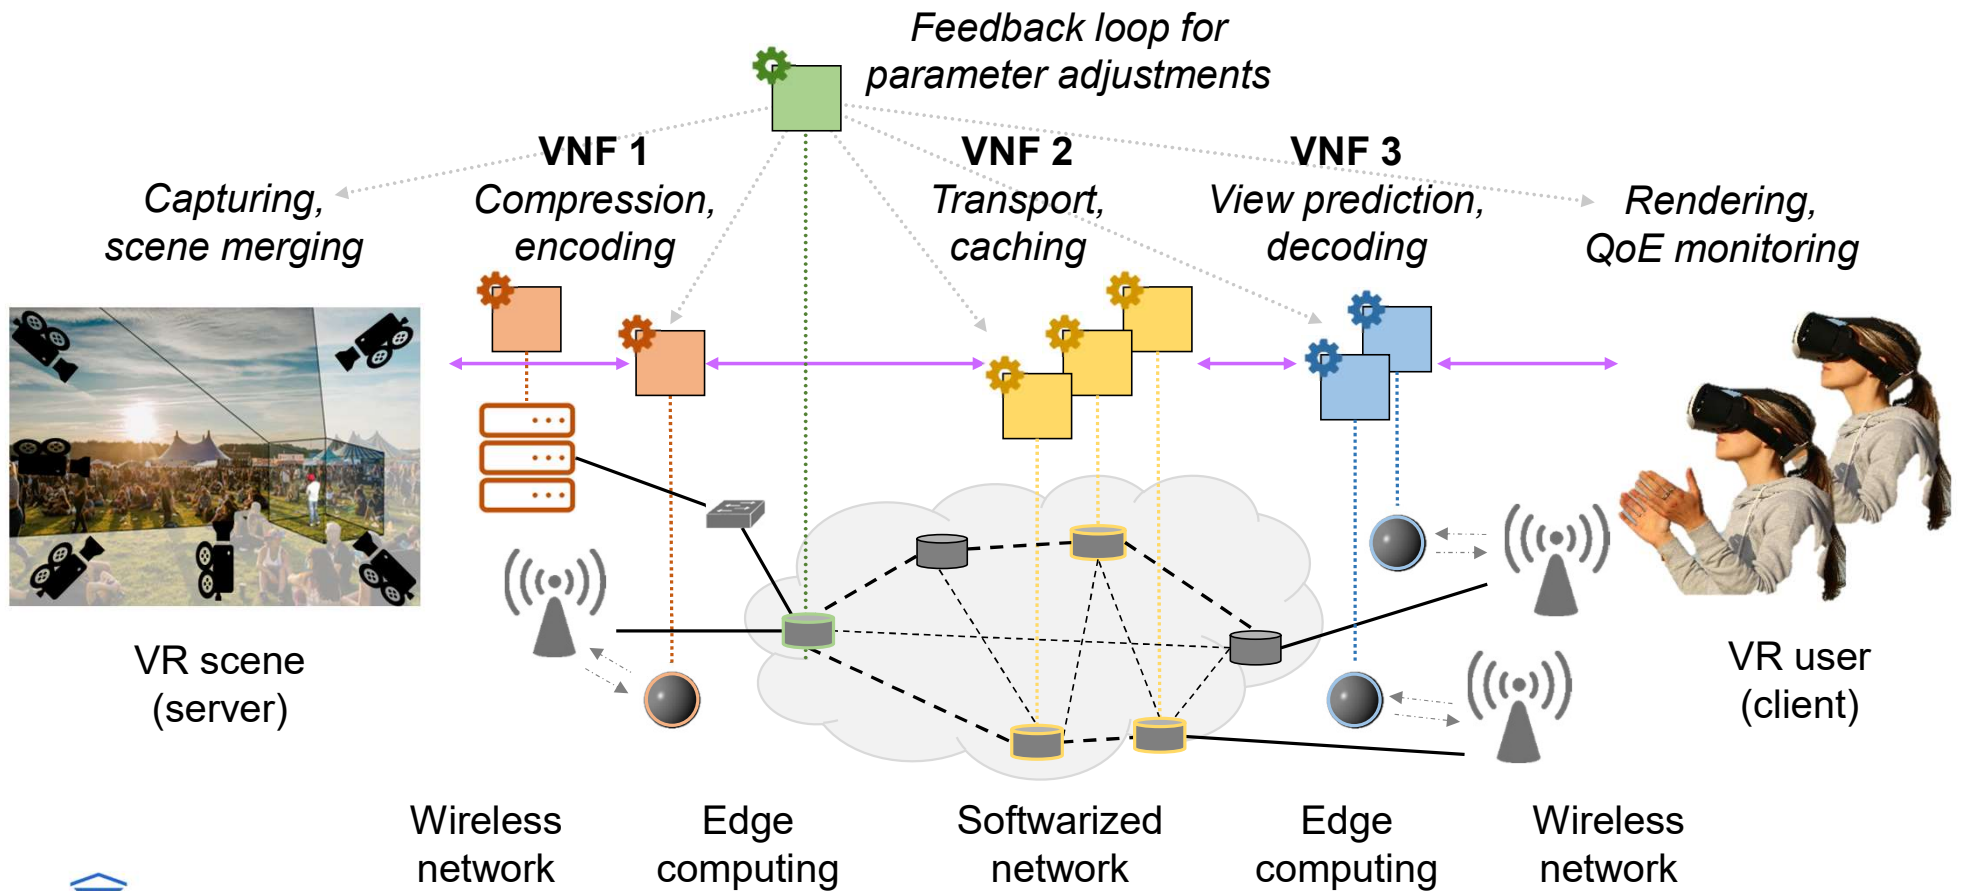 Feedback loop for
parameter adjustments
VNF 1
VNF 2
VNF 3
Capturing,
scene merging
Compression,
encoding
Transport,
caching
View prediction,
decoding
Rendering,
QoE monitoring
VR scene
(server)
VR user
(client)
Wireless
network
Edge
computing
Softwarized
network
Edge
computing
Wireless
network